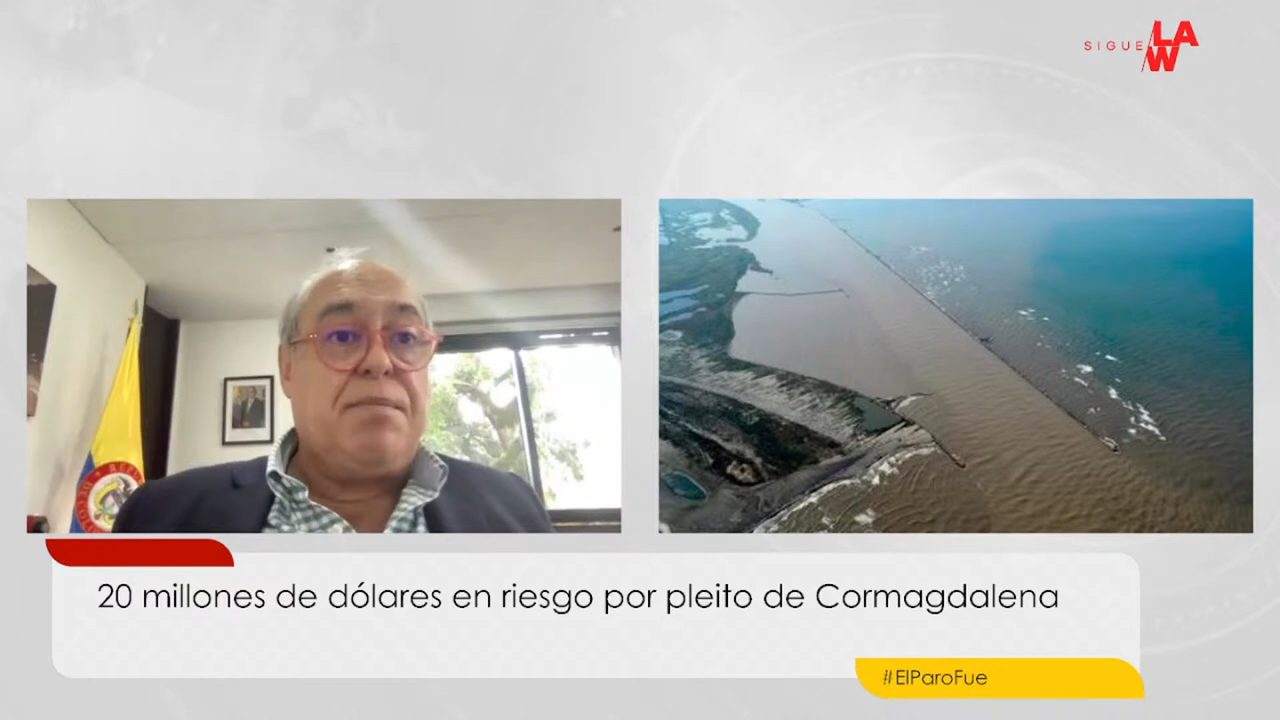 SIGUE LA W
20 millones de dólares en riesgo por pleito de Cormagdalena
#ElParoFue